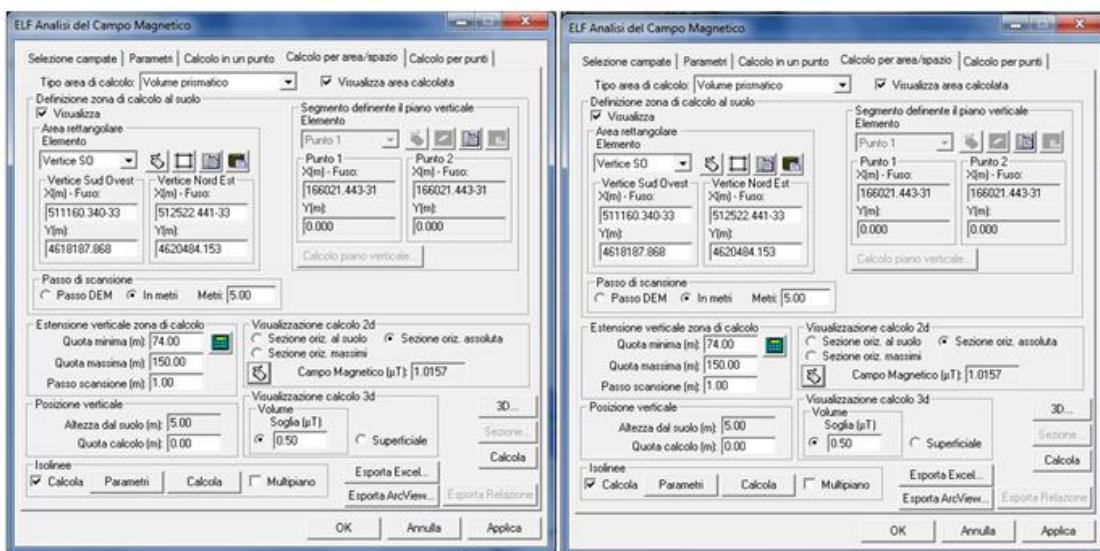 ELF Analisi del Campo Magnetico
Selezione campate Parametri Calcolo in un punto Calcolo per area/spazio Calcolo per punti
Tipo area di calcolo: Volume prismatico Visualizza area calcolata
Definizione zona di calcolo al suolo
Visualizza
Area rettangolare
Elemento
Vertice SO
Vertice Sud Ovest Vertice Nord Est
X(m) - Fuso: X(m) - Fuso:
511160.340-33 512522.441-33
Y(m): Y(m):
4618187.868 4620484.153
Segmento definente il piano verticale
Elemento
Punto 1
Punto 1 Punto 2
X(m) - Fuso: X(m) - Fuso:
166021.443-31 166021.443-31
Y(m): Y(m):
0.000 0.000
Calcolo piano verticale...
Passo di scansione
Passo DEM In metri Metri: 5.00
Estensione verticale zona di calcolo
Quota minima (m): 74.00
Quota massima (m): 150.00
Passo scansione (m): 1.00
Visualizzazione calcolo 2d
Sezione oriz. al suolo Sezione oriz. assoluta
Sezione oriz. massimi
Campo Magnetico (µT): 1.0157
Posizione verticale
Altezza dal suolo (m): 5.00
Quota calcolo (m): 0.00
Visualizzazione calcolo 3d
Volume
Soglia (µT)
0.50 Superficiale
3D...
Sezione...
Calcola
Isolinee
Calcola Parametri Calcola Multipiano
Esporta Excel...
Esporta ArcView... Esporta Relazione
OK Annulla Applica
ELF Analisi del Campo Magnetico
Selezione campate Parametri Calcolo in un punto Calcolo per area/spazio Calcolo per punti
Tipo area di calcolo: Volume prismatico Visualizza area calcolata
Definizione zona di calcolo al suolo
Visualizza
Area rettangolare
Elemento
Vertice SO
Vertice Sud Ovest Vertice Nord Est
X(m) - Fuso: X(m) - Fuso:
511160.340-33 512522.441-33
Y(m): Y(m):
4618187.868 4620484.153
Segmento definente il piano verticale
Elemento
Punto 1
Punto 1 Punto 2
X(m) - Fuso: X(m) - Fuso:
166021.443-31 166021.443-31
Y(m): Y(m):
0.000 0.000
Calcolo piano verticale...
Passo di scansione
Passo DEM In metri Metri: 5.00
Estensione verticale zona di calcolo
Quota minima (m): 74.00
Quota massima (m): 150.00
Passo scansione (m): 1.00
Visualizzazione calcolo 2d
Sezione oriz. al suolo Sezione oriz. assoluta
Sezione oriz. massimi
Campo Magnetico (µT): 1.0157
Posizione verticale
Altezza dal suolo (m): 5.00
Quota calcolo (m): 0.00
Visualizzazione calcolo 3d
Volume
Soglia (µT)
0.50 Superficiale
3D...
Sezione...
Calcola
Isolinee
Calcola Parametri Calcola Multipiano
Esporta Excel...
Esporta ArcView... Esporta Relazione
OK Annulla Applica